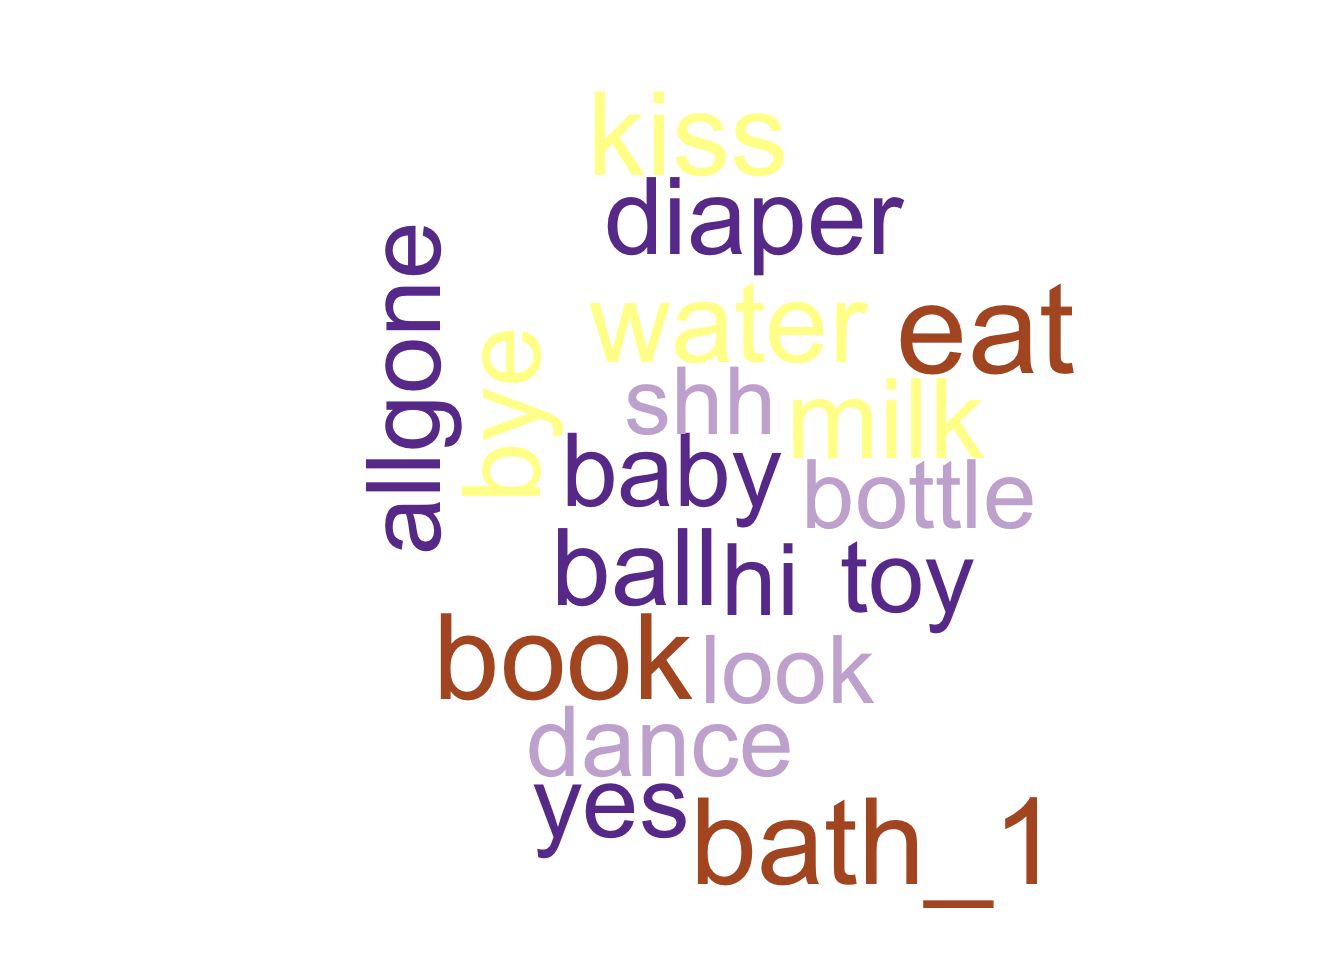 kiss
diaper
allgone
water
eat
bye
shh
milk
baby
bottle
ball
hi
toy
book
look
dance
yes
bath_1